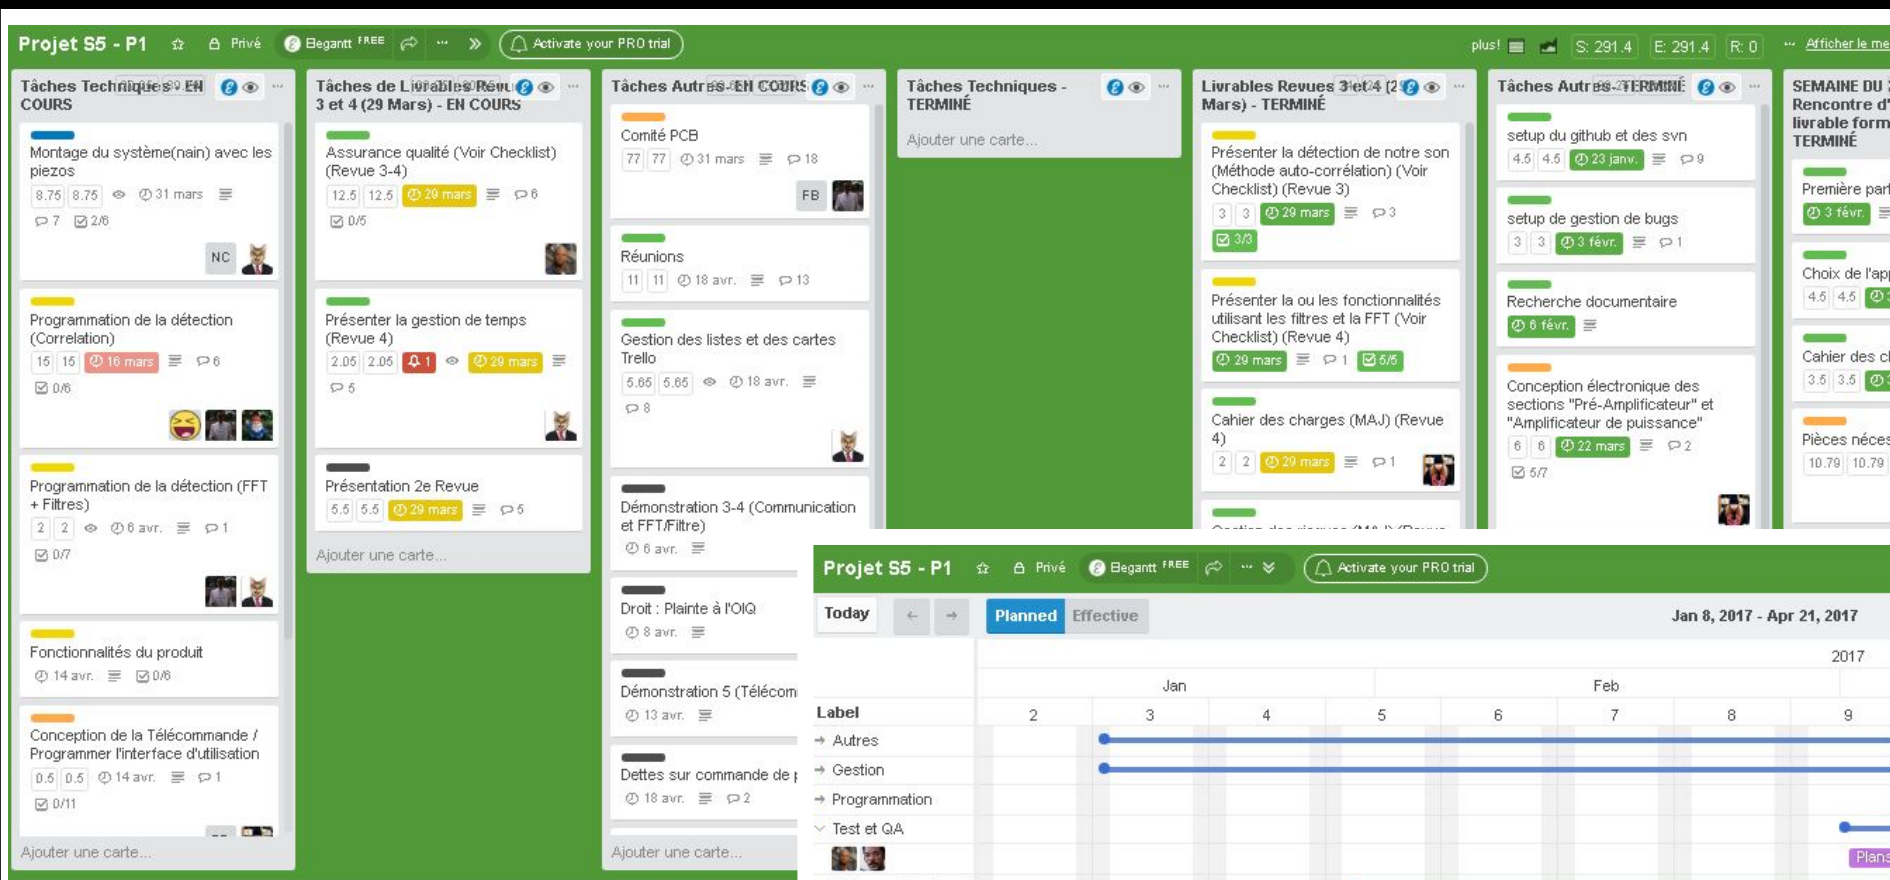 Projet S5 - P1 Privé Elegantt FREE ... Activate your PRO trial
plus! S: 291.4 E: 291.4 R: 0 ... Afficher le me
Tâches Techniques - EN
COURS
Montage du système(nain) avec les
piezos
8.75 8.75 31 mars
7 2/6
NC
Programmation de la détection
(Correlation)
15 15 16 mars 6
0/6
Programmation de la détection (FFT
+ Filtres)
2 2 6 avr. 1
0/7
Fonctionnalités du produit
14 avr. 0/6
Conception de la Télécommande /
Programmer l'interface d'utilisation
0.5 0.5 14 avr. 1
0/11
Ajouter une carte...
Tâches de Livrables Revu
3 et 4 (29 Mars) - EN COURS
Assurance qualité (Voir Checklist)
(Revue 3-4)
12.5 12.5 29 mars 6
0/5
Présenter la gestion de temps
(Revue 4)
2.05 2.05 1 29 mars
5
Présentation 2e Revue
5.5 5.5 29 mars 5
Ajouter une carte...
Tâches Autres - EN COURS
Comité PCB
77 77 31 mars 18
FB
Réunions
11 11 18 avr. 13
Gestion des listes et des cartes
Trello
5.65 5.65 18 avr.
8
Démonstration 3-4 (Communication
et FFT/Filtre)
6 avr.
Droit : Plainte à l'OIQ
8 avr.
Démonstration 5 (Télécom
13 avr.
Dettes sur commande de p
18 avr. 2
Ajouter une carte...
Tâches Techniques -
TERMINÉ
Ajouter une carte...
Livrables Revues 3 et 4 (2
Mars) - TERMINÉ
Présenter la détection de notre son
(Méthode auto-corrélation) (Voir
Checklist) (Revue 3)
3 3 29 mars 3
3/3
Présenter la ou les fonctionnalités
utilisant les filtres et la FFT (Voir
Checklist) (Revue 4)
29 mars 1 5/5
Cahier des charges (MAJ) (Revue
4)
2 2 29 mars 1
Tâches Autres - TERMINÉ
setup du github et des svn
4.5 4.5 23 janv. 9
setup de gestion de bugs
3 3 3 févr. 1
Recherche documentaire
6 févr.
Conception électronique des
sections "Pré-Amplificateur" et
"Amplificateur de puissance"
6 6 22 mars 2
5/7
SEMAINE DU
Rencontre d'
livrable form
TERMINÉ
Première part
3 févr.
Choix de l'app
4.5 4.5
Cahier des c
3.5 3.5
Pièces néces
10.79 10.79
Projet S5 - P1 Privé Elegantt FREE ... Activate your PRO trial
Today ← → Planned Effective Jan 8, 2017 - Apr 21, 2017
2017
Jan Feb
Label 2 3 4 5 6 7 8 9
→ Autres
→ Gestion
→ Programmation
Test et QA
Plans